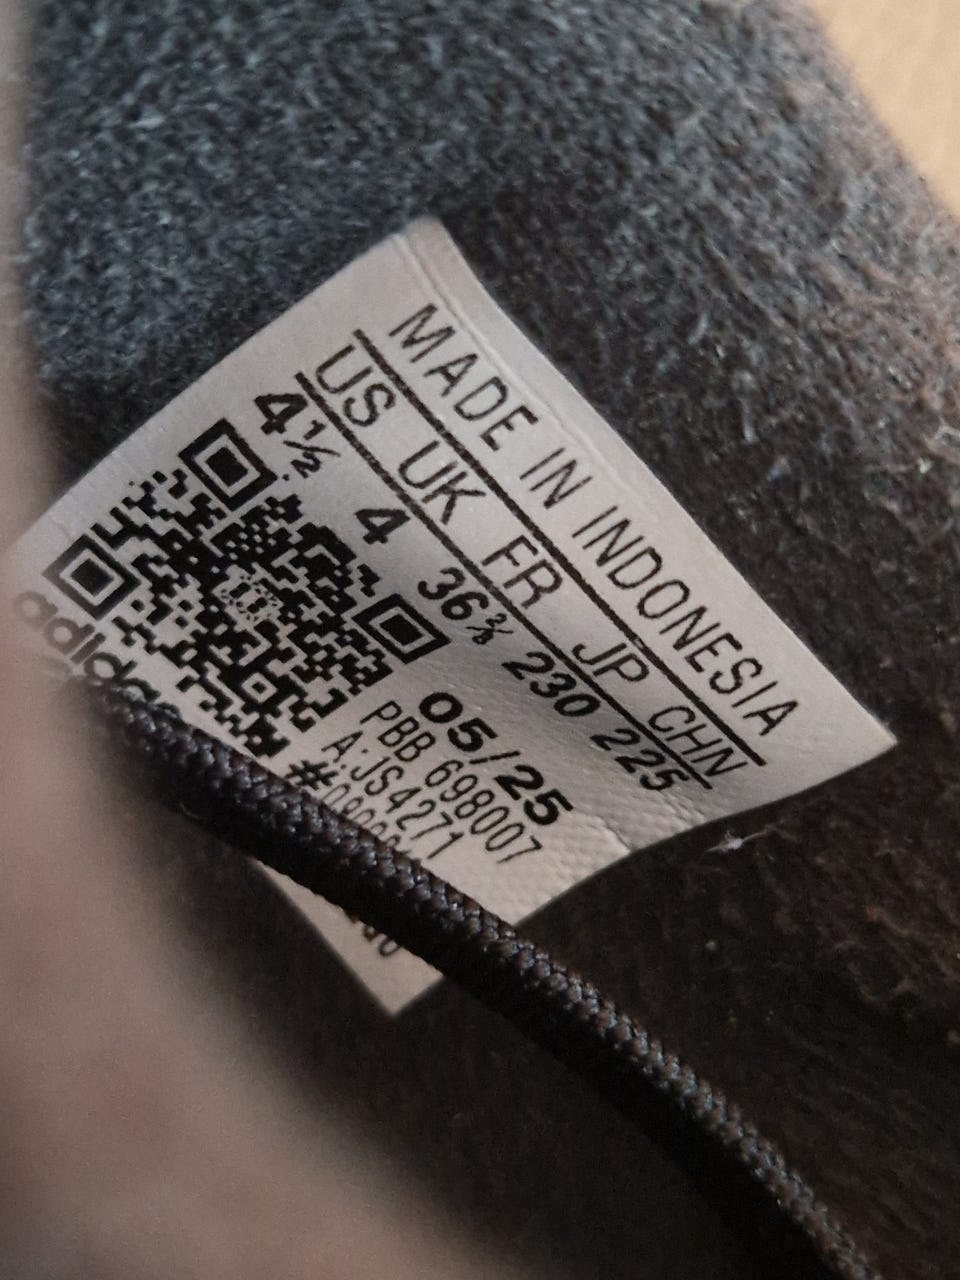 MADE IN INDONESIA
US UK FR JP CHN
4½ 4 36⅔ 230 225
05/25
PBB 698007
A: JS4271
adidas